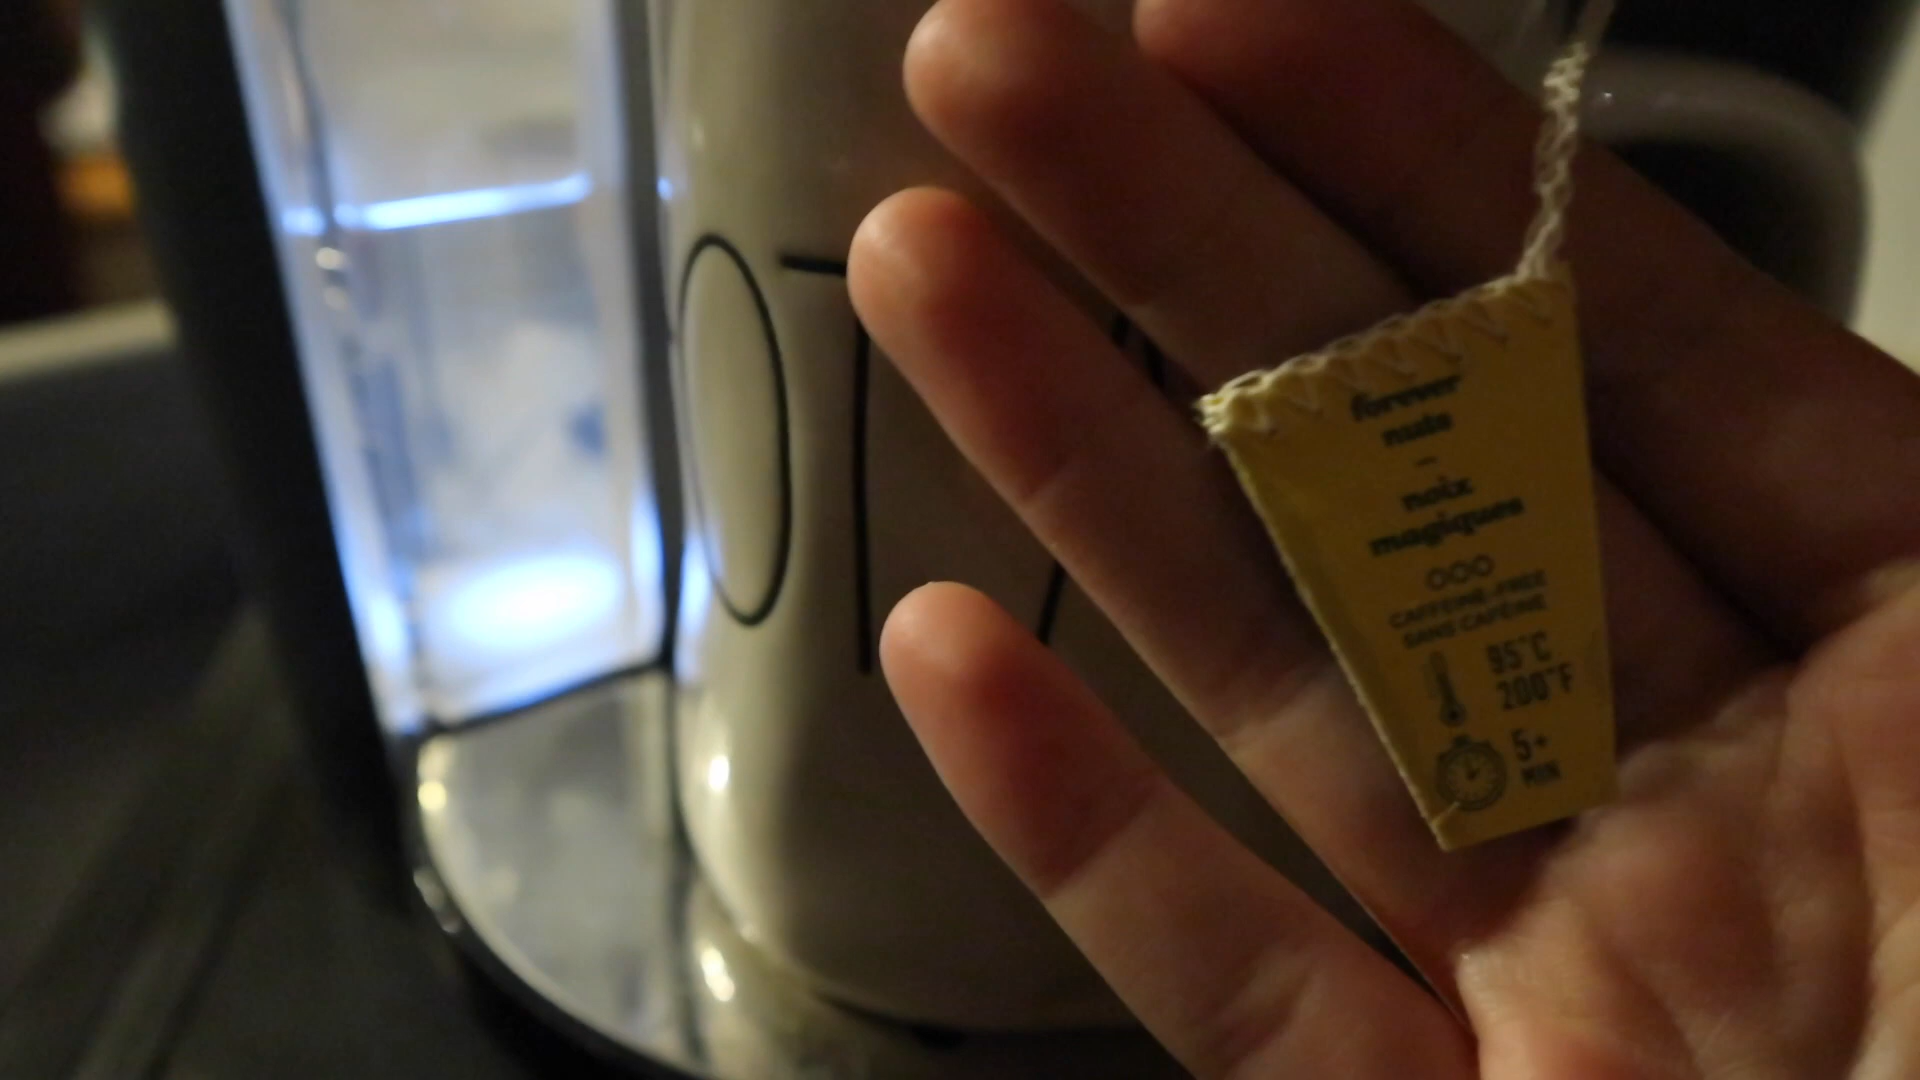 forever
nuts
-
noix
magiques
CAFFEINE-FREE
SANS CAFÉINE
95°C
200°F
5+
MIN